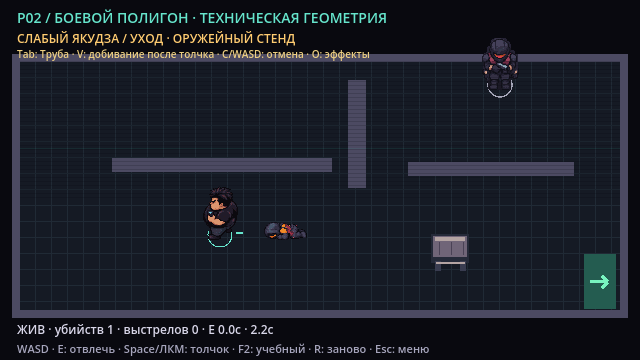 P02 / БОЕВОЙ ПОЛИГОН · ТЕХНИЧЕСКАЯ ГЕОМЕТРИЯ
СЛАБЫЙ ЯКУДЗА / УХОД · ОРУЖЕЙНЫЙ СТЕНД
Tab: Труба · V: добивание после толчка · C/WASD: отмена · O: эффекты
ЖИВ · убийств 1 · выстрелов 0 · E 0.0с · 2.2с
WASD · E: отвлечь · Space/ЛКМ: толчок · F2: учебный · R: заново · Esc: меню